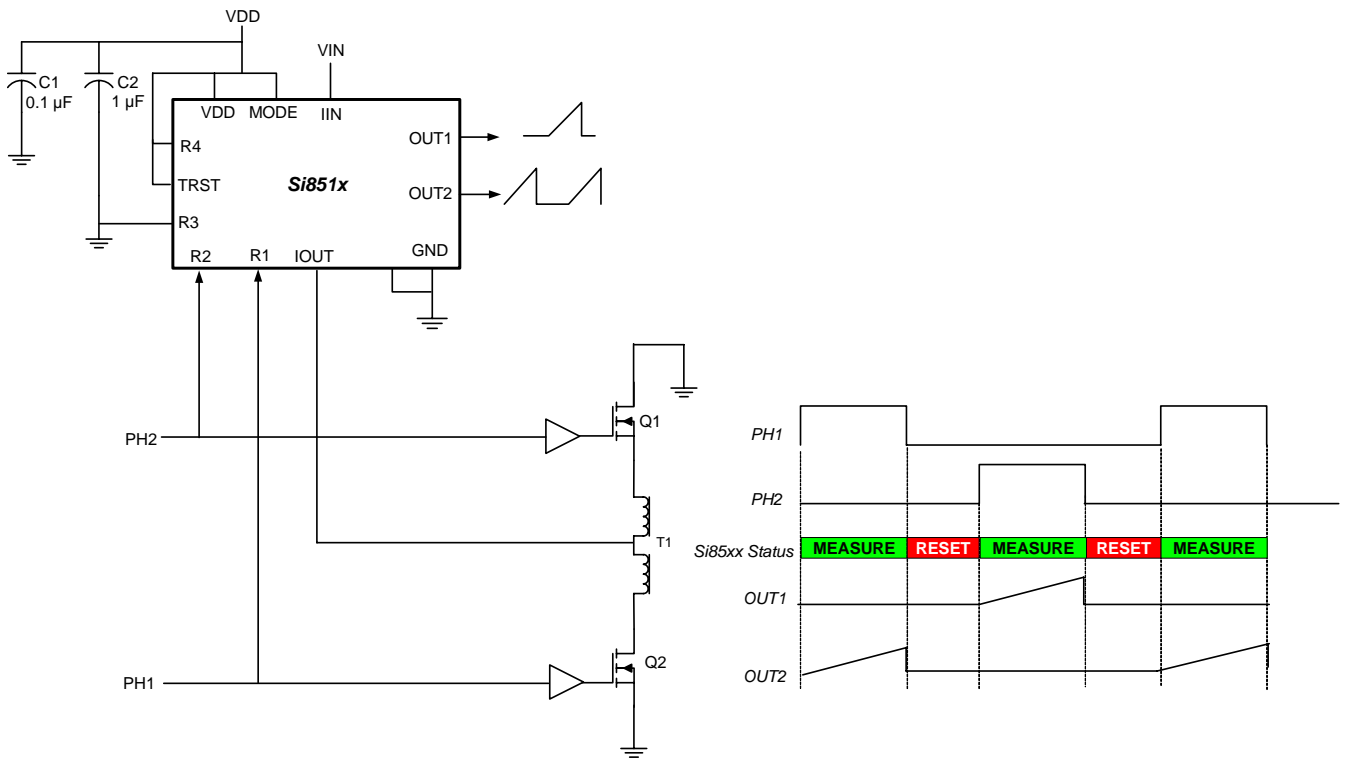 VDD
VIN
C1
0.1 µF
C2
1 µF
VDD MODE IIN
R4
TRST
R3
Si851x
OUT1
OUT2
R2 R1 IOUT
GND
PH2
Q1
T1
Q2
PH1
PH1
PH2
Si85xx Status MEASURE RESET MEASURE RESET MEASURE
OUT1
OUT2